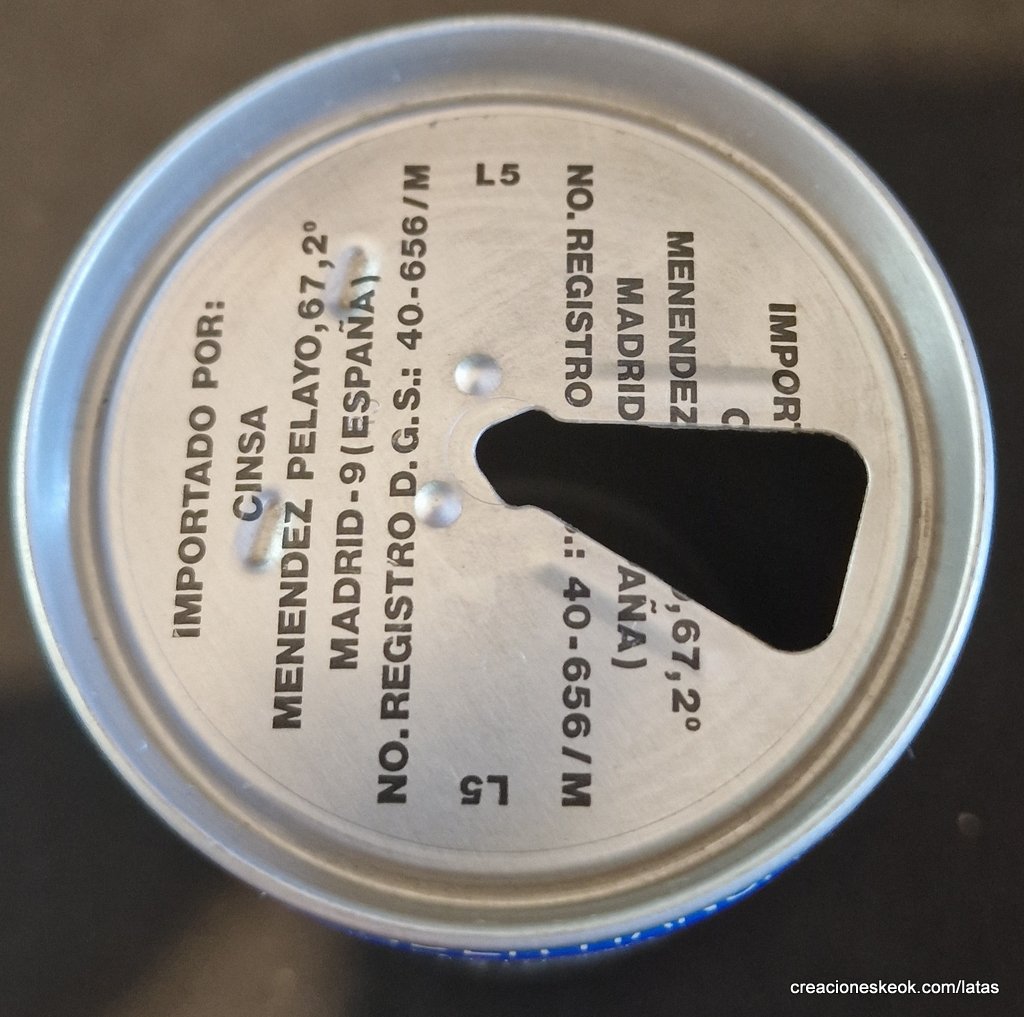 IMPORTADO POR:
CINSA
MENENDEZ PELAYO,67,2º
MADRID-9(ESPAÑA)
NO.REGISTRO D.G.S.: 40-656/M
L5
L5
NO. REGISTRO .: 40-656/M
MADRID AÑA)
MENENDEZ ,67,2º
C
IMPOR
creacioneskeok.com/latas